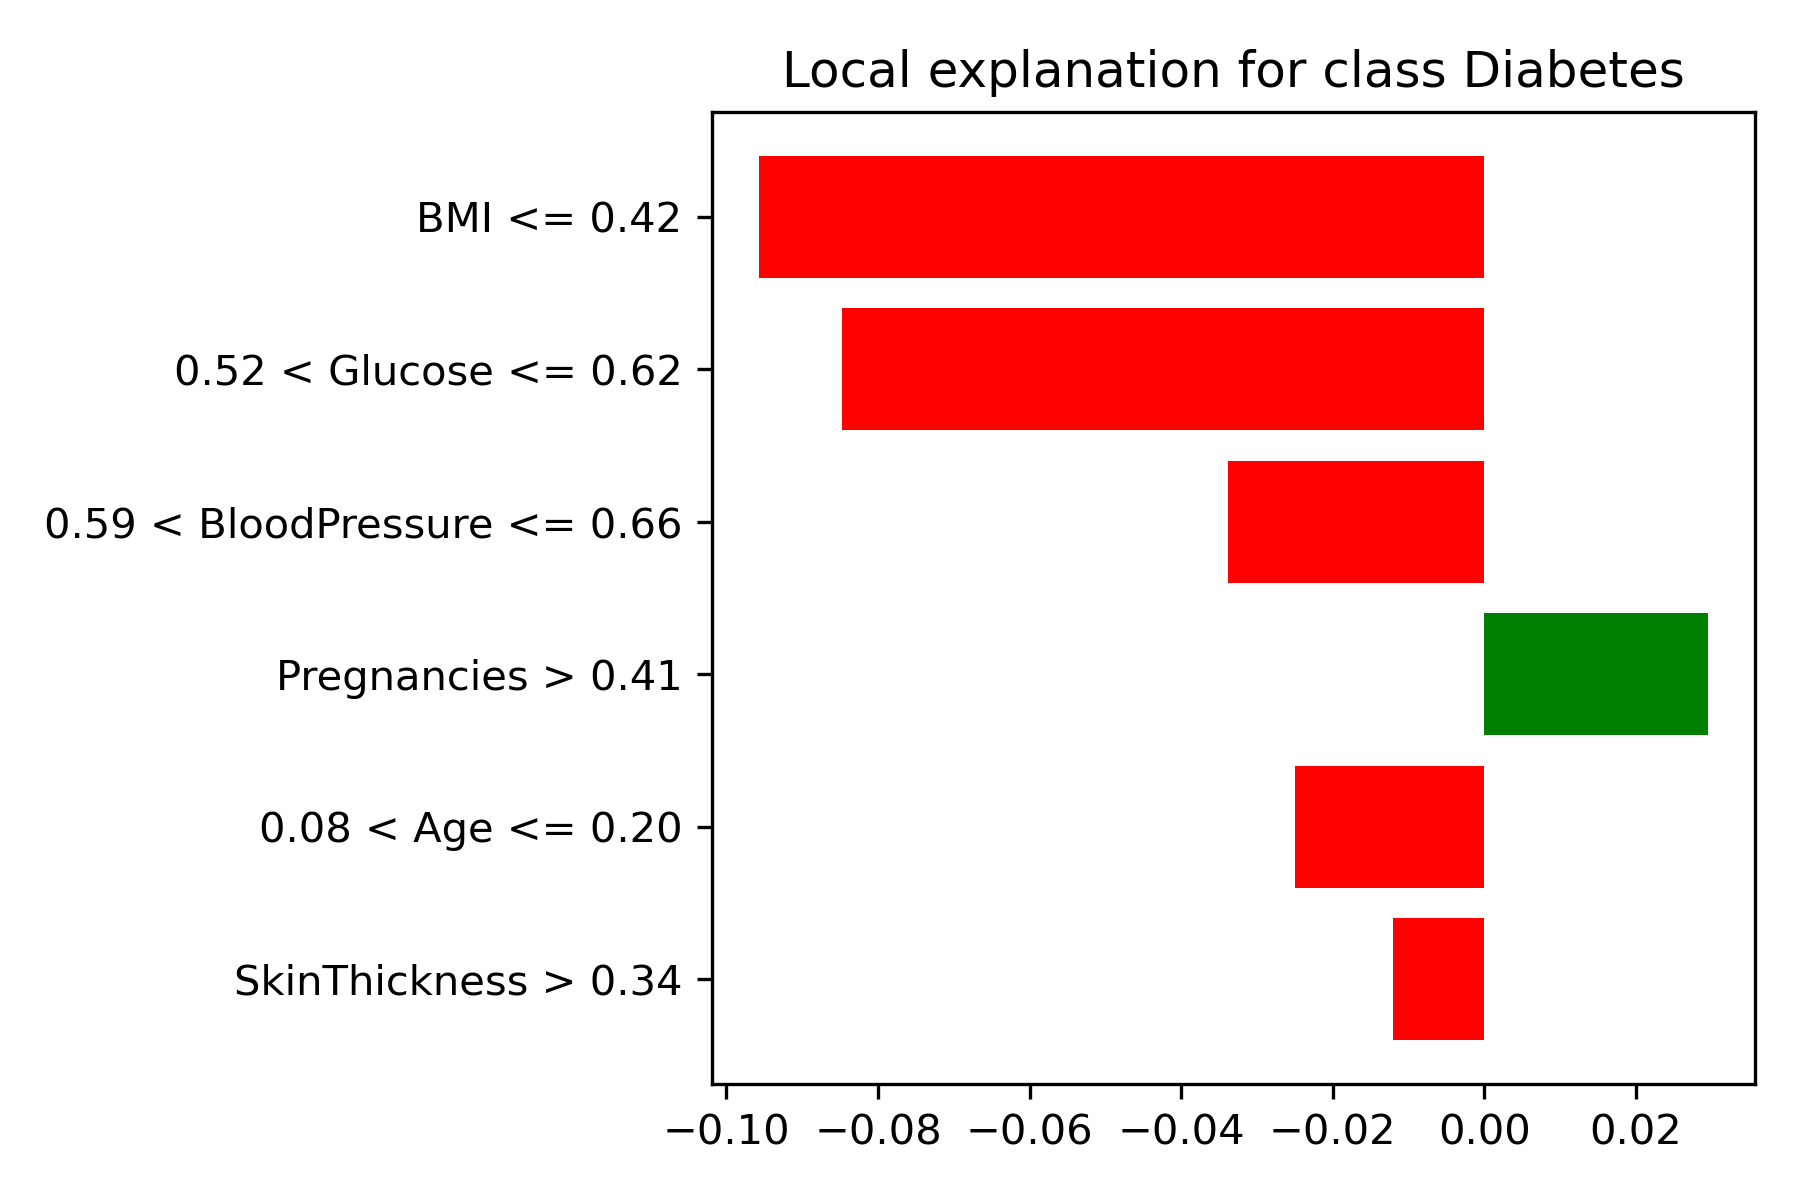 Local explanation for class Diabetes
BMI <= 0.42
0.52 < Glucose <= 0.62
0.59 < BloodPressure <= 0.66
Pregnancies > 0.41
0.08 < Age <= 0.20
SkinThickness > 0.34
−0.10 −0.08 −0.06 −0.04 −0.02 0.00 0.02